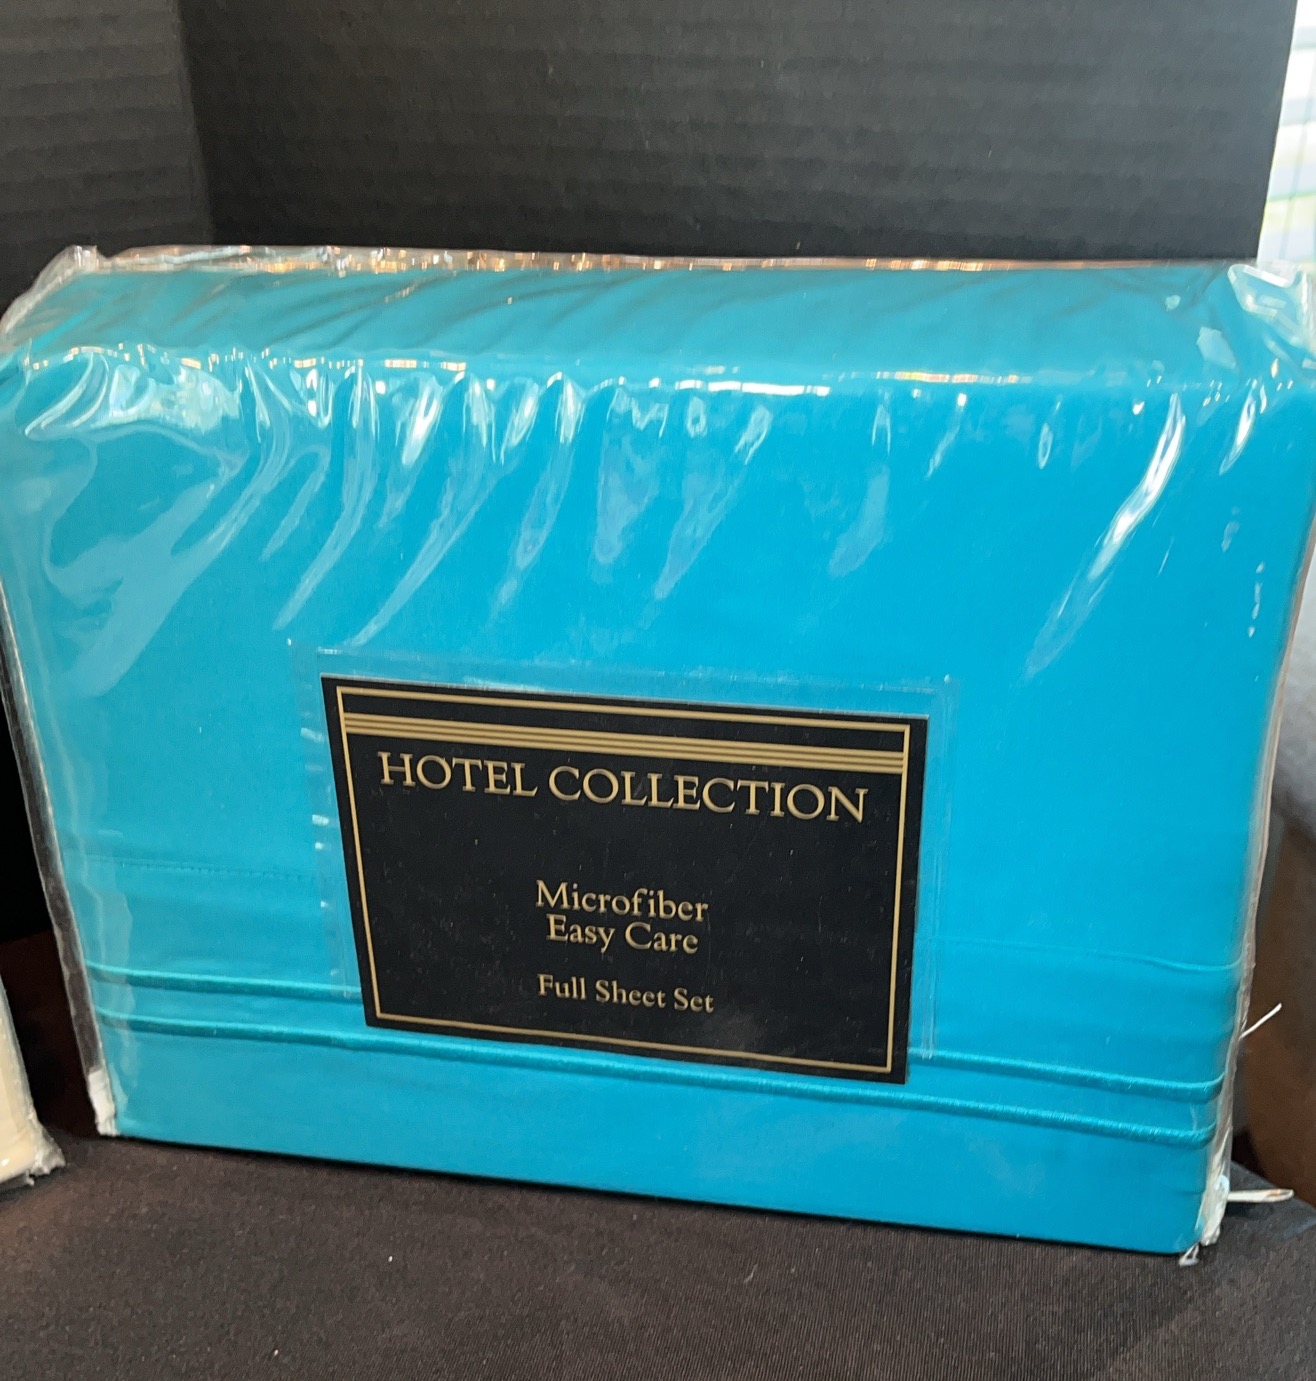 HOTEL COLLECTION
Microfiber
Easy Care
Full Sheet Set